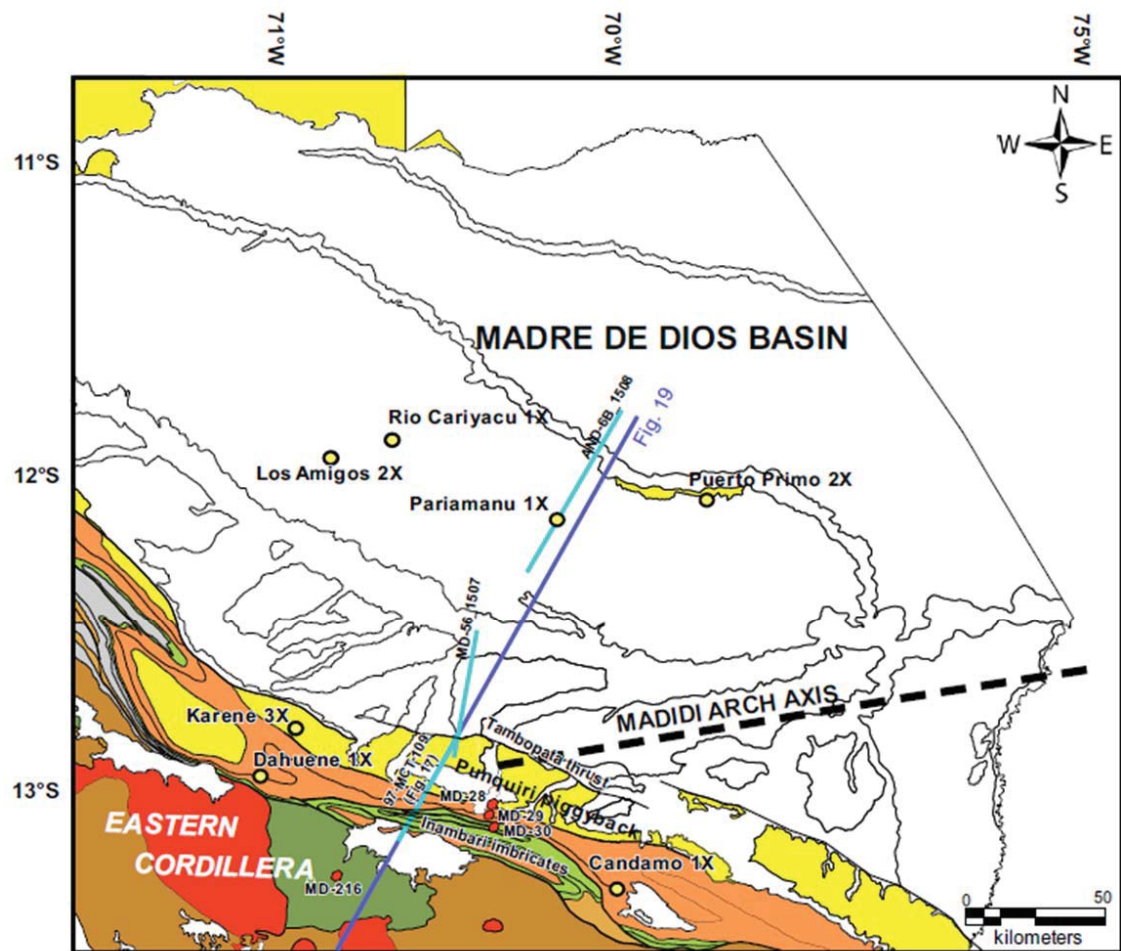 71°W
70°W
75°W
N
W E
S
11°S
12°S
13°S
MADRE DE DIOS BASIN
Rio Cariyacu 1X
Los Amigos 2X
Pariamanu 1X
Puerto Primo 2X
AND-6B_1508
Fig. 19
MD-56_1507
MADIDI ARCH AXIS
Karene 3X
Dahuene 1X
97-MCT-109
(Fig. 17)
Tambopata thrust
Punquiri piggyback
MD-28
MD-29
MD-30
Inambari imbricates
EASTERN
CORDILLERA
MD-216
Candamo 1X
0 50
kilometers